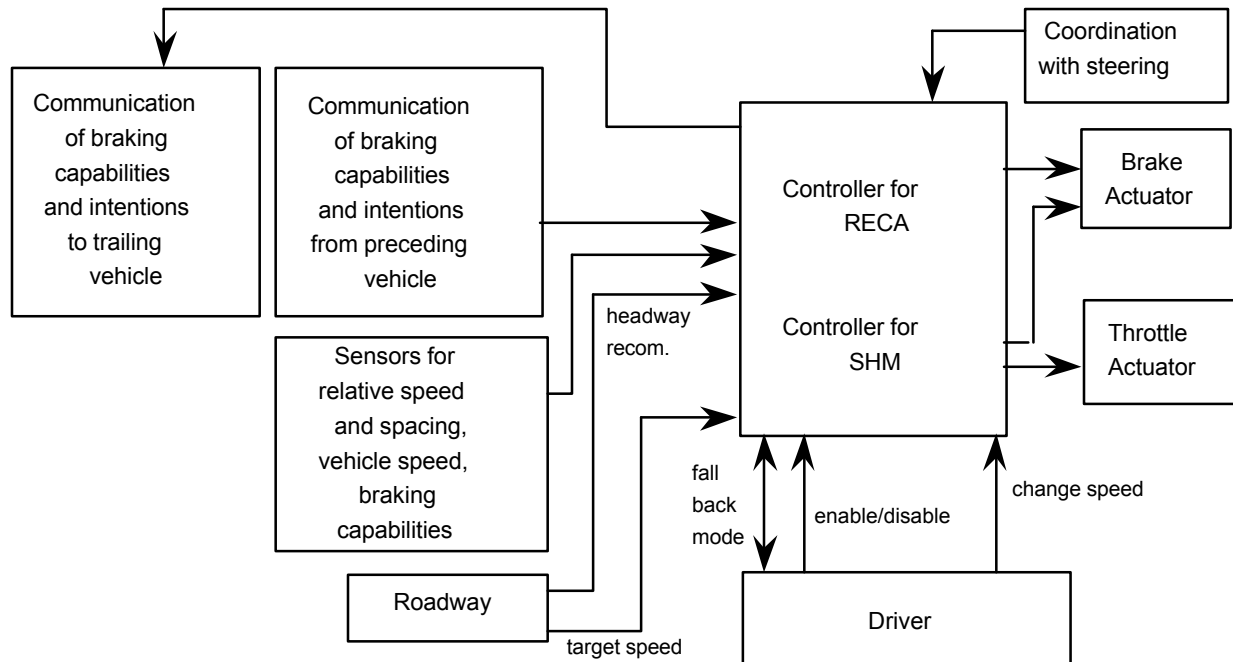 Coordination
with steering
Communication
of braking
capabilities
and intentions
to trailing
vehicle
Communication
of braking
capabilities
and intentions
from preceding
vehicle
Controller for
RECA
Controller for
SHM
Brake
Actuator
Throttle
Actuator
headway
recom.
Sensors for
relative speed
and spacing,
vehicle speed,
braking
capabilities
fall
back
mode
enable/disable
change speed
Roadway
target speed
Driver